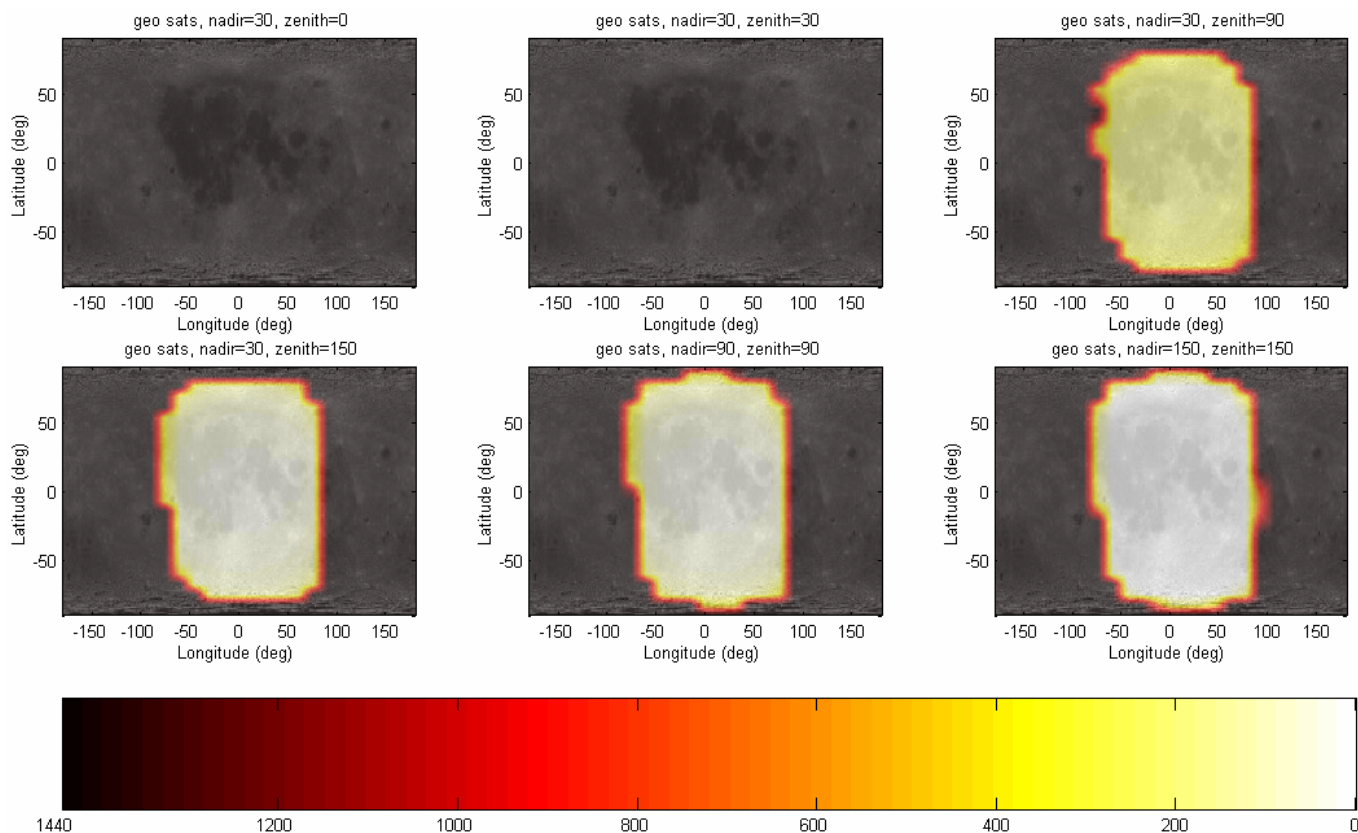 geo sats, nadir=30, zenith=0
geo sats, nadir=30, zenith=30
geo sats, nadir=30, zenith=90
Latitude (deg)
50
0
-50
-150 -100 -50 0 50 100 150
Longitude (deg)
Latitude (deg)
50
0
-50
-150 -100 -50 0 50 100 150
Longitude (deg)
Latitude (deg)
50
0
-50
-150 -100 -50 0 50 100 150
Longitude (deg)
geo sats, nadir=30, zenith=150
geo sats, nadir=90, zenith=90
geo sats, nadir=150, zenith=150
Latitude (deg)
50
0
-50
-150 -100 -50 0 50 100 150
Longitude (deg)
Latitude (deg)
50
0
-50
-150 -100 -50 0 50 100 150
Longitude (deg)
Latitude (deg)
50
0
-50
-150 -100 -50 0 50 100 150
Longitude (deg)
1440 1200 1000 800 600 400 200 0